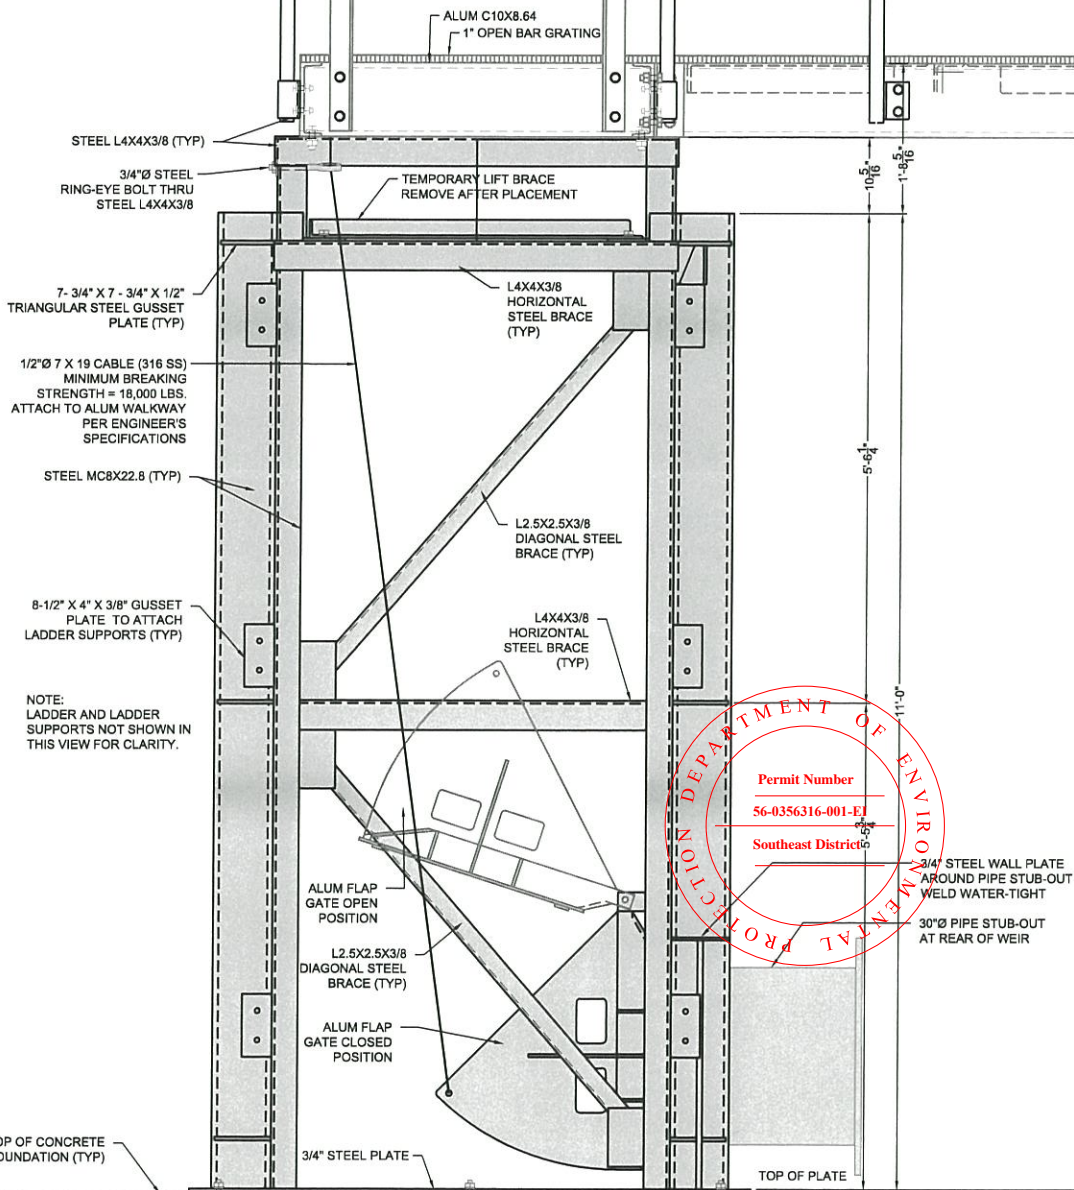 ALUM C10X8.64
1" OPEN BAR GRATING
STEEL L4X4X3/8 (TYP)
3/4"Ø STEEL
RING-EYE BOLT THRU
STEEL L4X4X3/8
TEMPORARY LIFT BRACE
REMOVE AFTER PLACEMENT
10 5/16"
1'-8 5/16"
7- 3/4" X 7 - 3/4" X 1/2"
TRIANGULAR STEEL GUSSET
PLATE (TYP)
L4X4X3/8
HORIZONTAL
STEEL BRACE
(TYP)
1/2"Ø 7 X 19 CABLE (316 SS)
MINIMUM BREAKING
STRENGTH = 18,000 LBS.
ATTACH TO ALUM WALKWAY
PER ENGINEER'S
SPECIFICATIONS
STEEL MC8X22.8 (TYP)
5'-6 1/4"
L2.5X2.5X3/8
DIAGONAL STEEL
BRACE (TYP)
8-1/2" X 4" X 3/8" GUSSET
PLATE TO ATTACH
LADDER SUPPORTS (TYP)
L4X4X3/8
HORIZONTAL
STEEL BRACE
(TYP)
NOTE:
LADDER AND LADDER
SUPPORTS NOT SHOWN IN
THIS VIEW FOR CLARITY.
11'-0"
DEPARTMENT OF ENVIRONMENTAL PROTECTION
Permit Number
56-0356316-001-EI
Southeast District
5'-5 3/4"
3/4" STEEL WALL PLATE
AROUND PIPE STUB-OUT
WELD WATER-TIGHT
30"Ø PIPE STUB-OUT
AT REAR OF WEIR
ALUM FLAP
GATE OPEN
POSITION
L2.5X2.5X3/8
DIAGONAL STEEL
BRACE (TYP)
ALUM FLAP
GATE CLOSED
POSITION
OP OF CONCRETE
OUNDATION (TYP)
3/4" STEEL PLATE
TOP OF PLATE